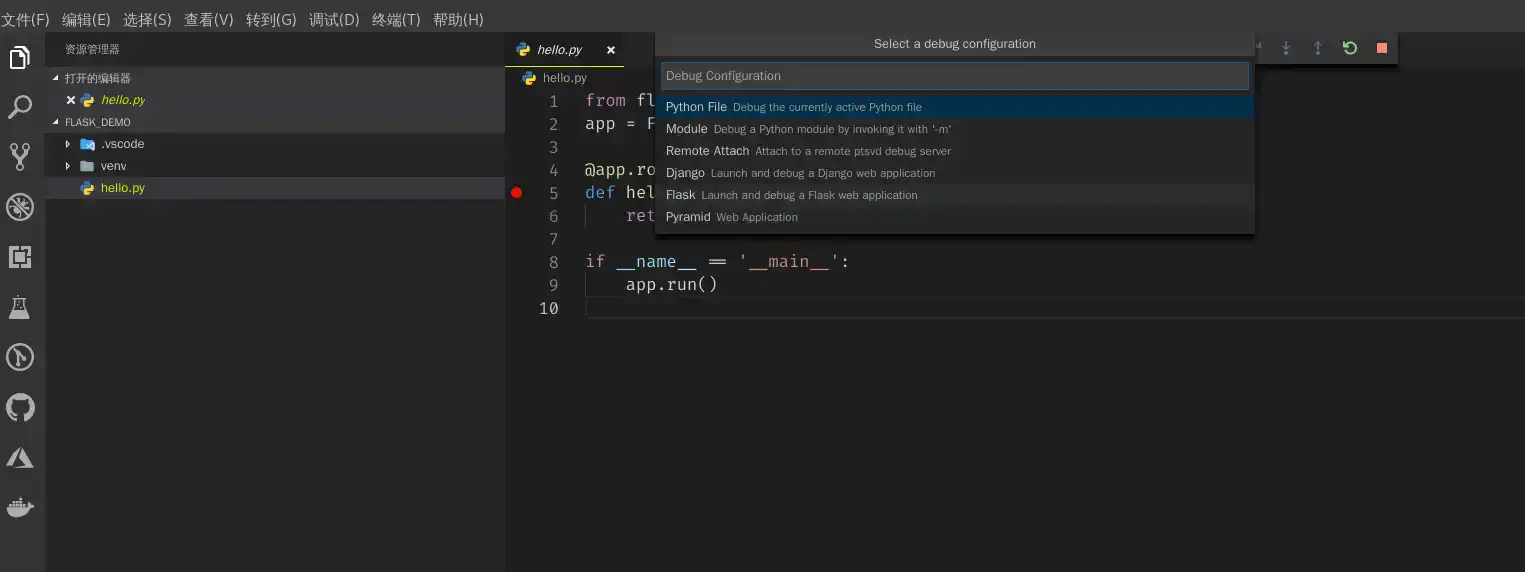 文件(F) 编辑(E) 选择(S) 查看(V) 转到(G) 调试(D) 终端(T) 帮助(H)
资源管理器
打开的编辑器
hello.py
FLASK_DEMO
.vscode
venv
hello.py
hello.py
hello.py
1 from fl
2 app = F
3
4 @app.ro
5 def hel
6 ret
7
8 if __name__ == '__main__':
9 app.run()
10
Select a debug configuration
Debug Configuration
Python File Debug the currently active Python file
Module Debug a Python module by invoking it with '-m'
Remote Attach Attach to a remote ptsvd debug server
Django Launch and debug a Django web application
Flask Launch and debug a Flask web application
Pyramid Web Application